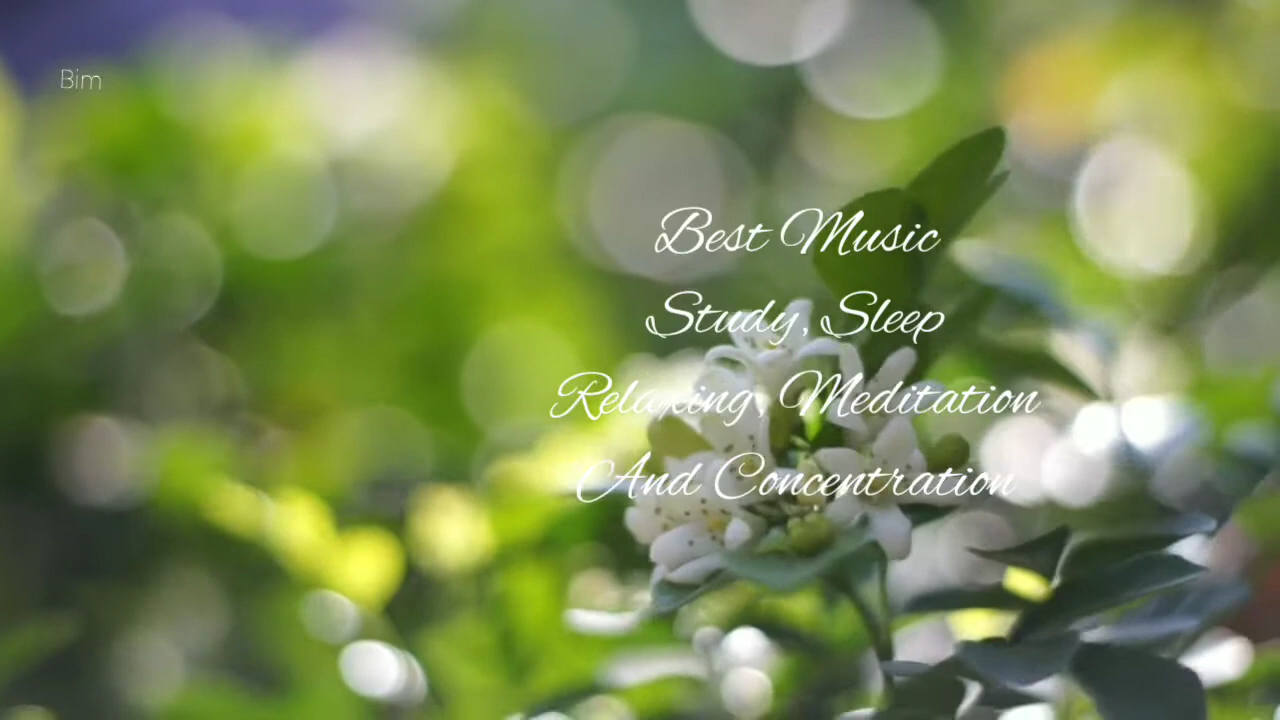 Bim
Best Music
Study, Sleep
Relaxing, Meditation
And Concentration